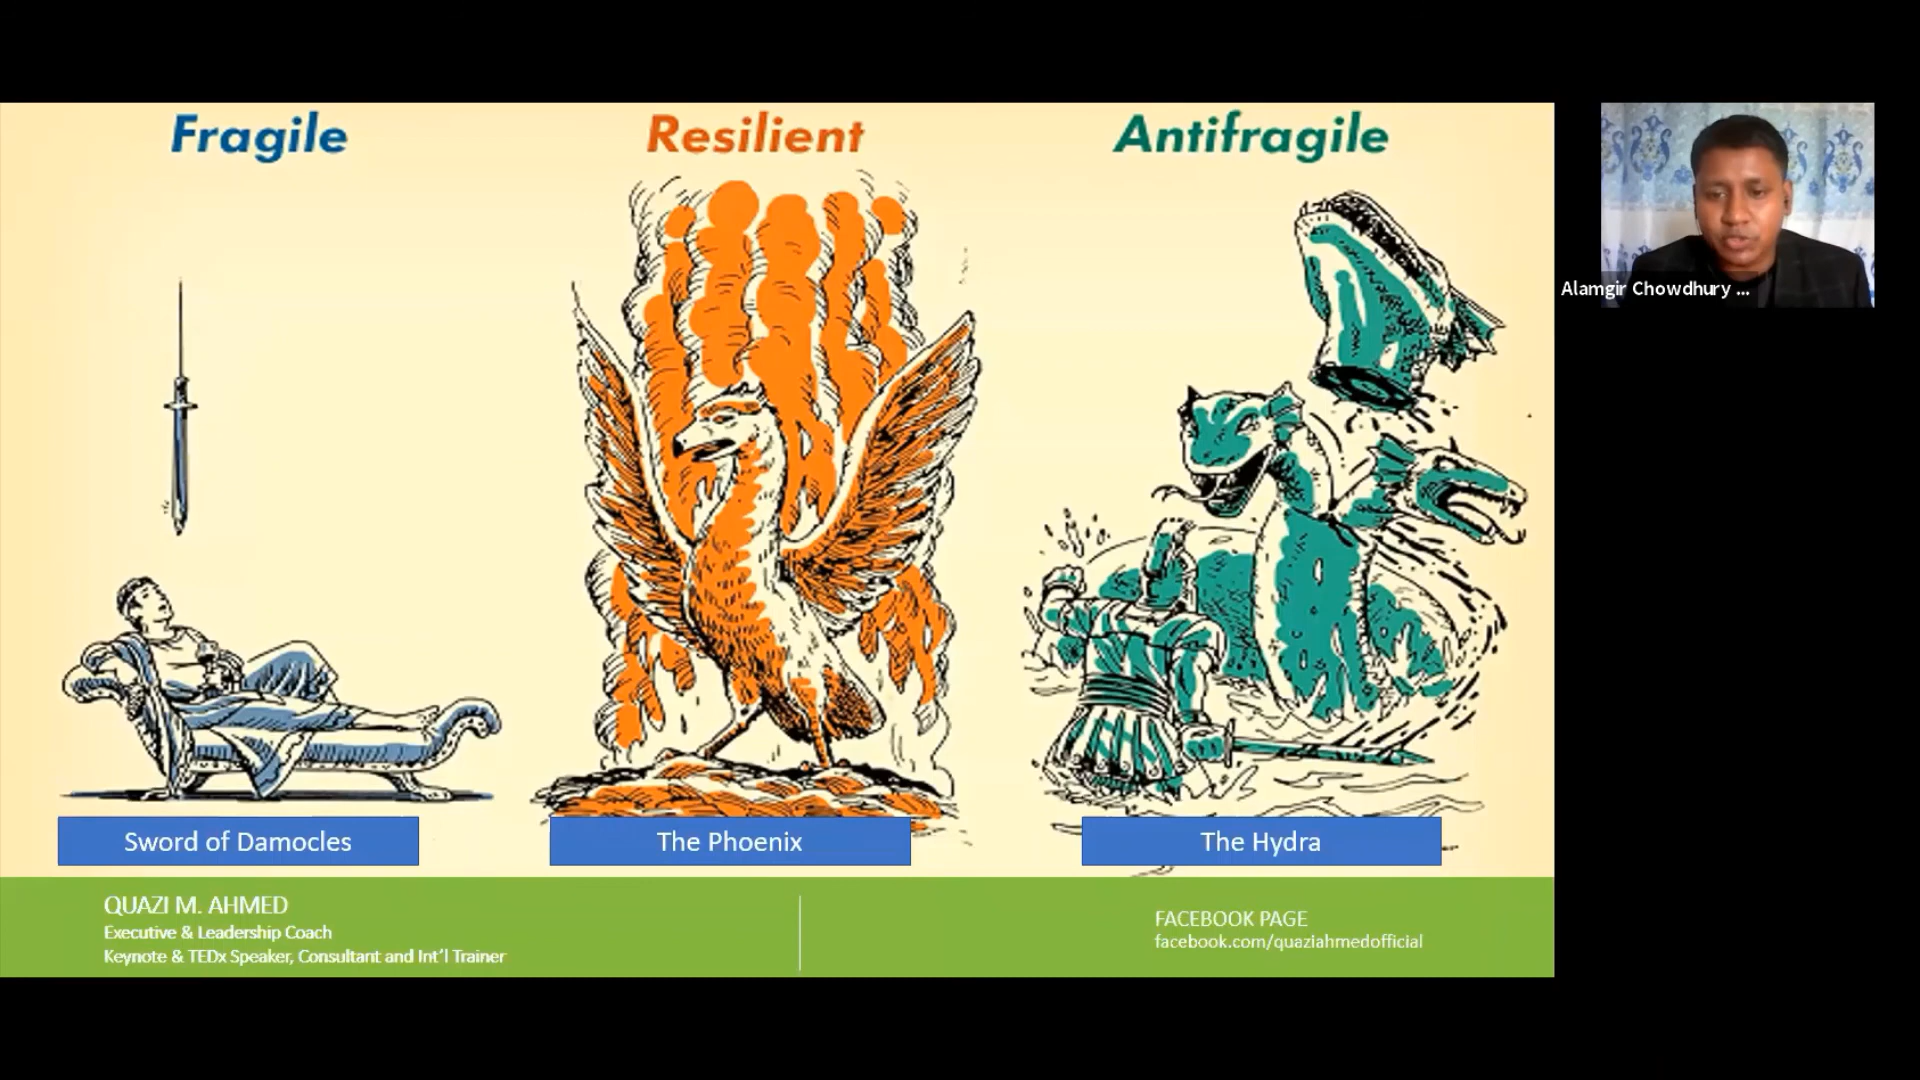 Fragile
Resilient
Antifragile
Alamgir Chowdhury ...
Sword of Damocles
The Phoenix
The Hydra
QUAZI M. AHMED
Executive & Leadership Coach
Keynote & TEDx Speaker, Consultant and Int'l Trainer
FACEBOOK PAGE
facebook.com/quaziahmedofficial